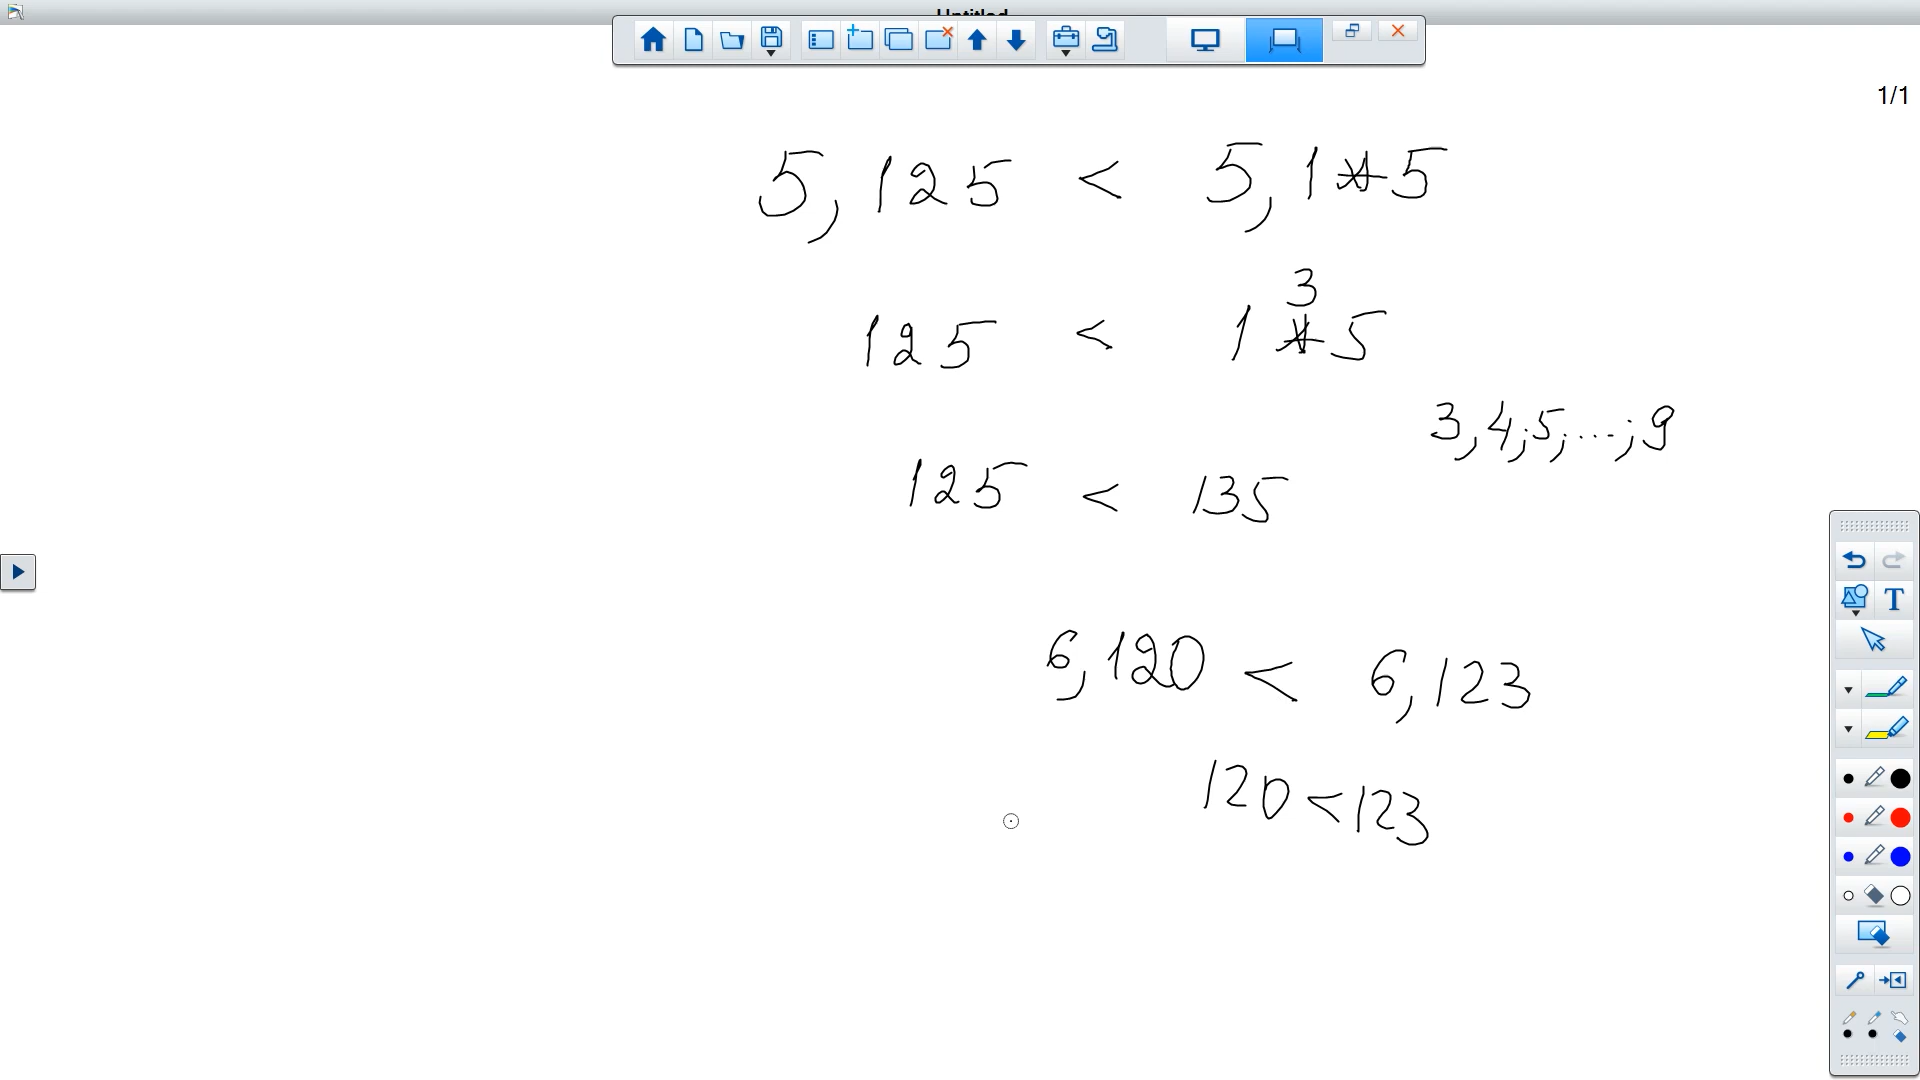 Untitled
1/1
5,125 < 5,1*5
3
125 < 1*5
3,4;5;...;9
125 < 135
6,120 < 6,123
120<123
T